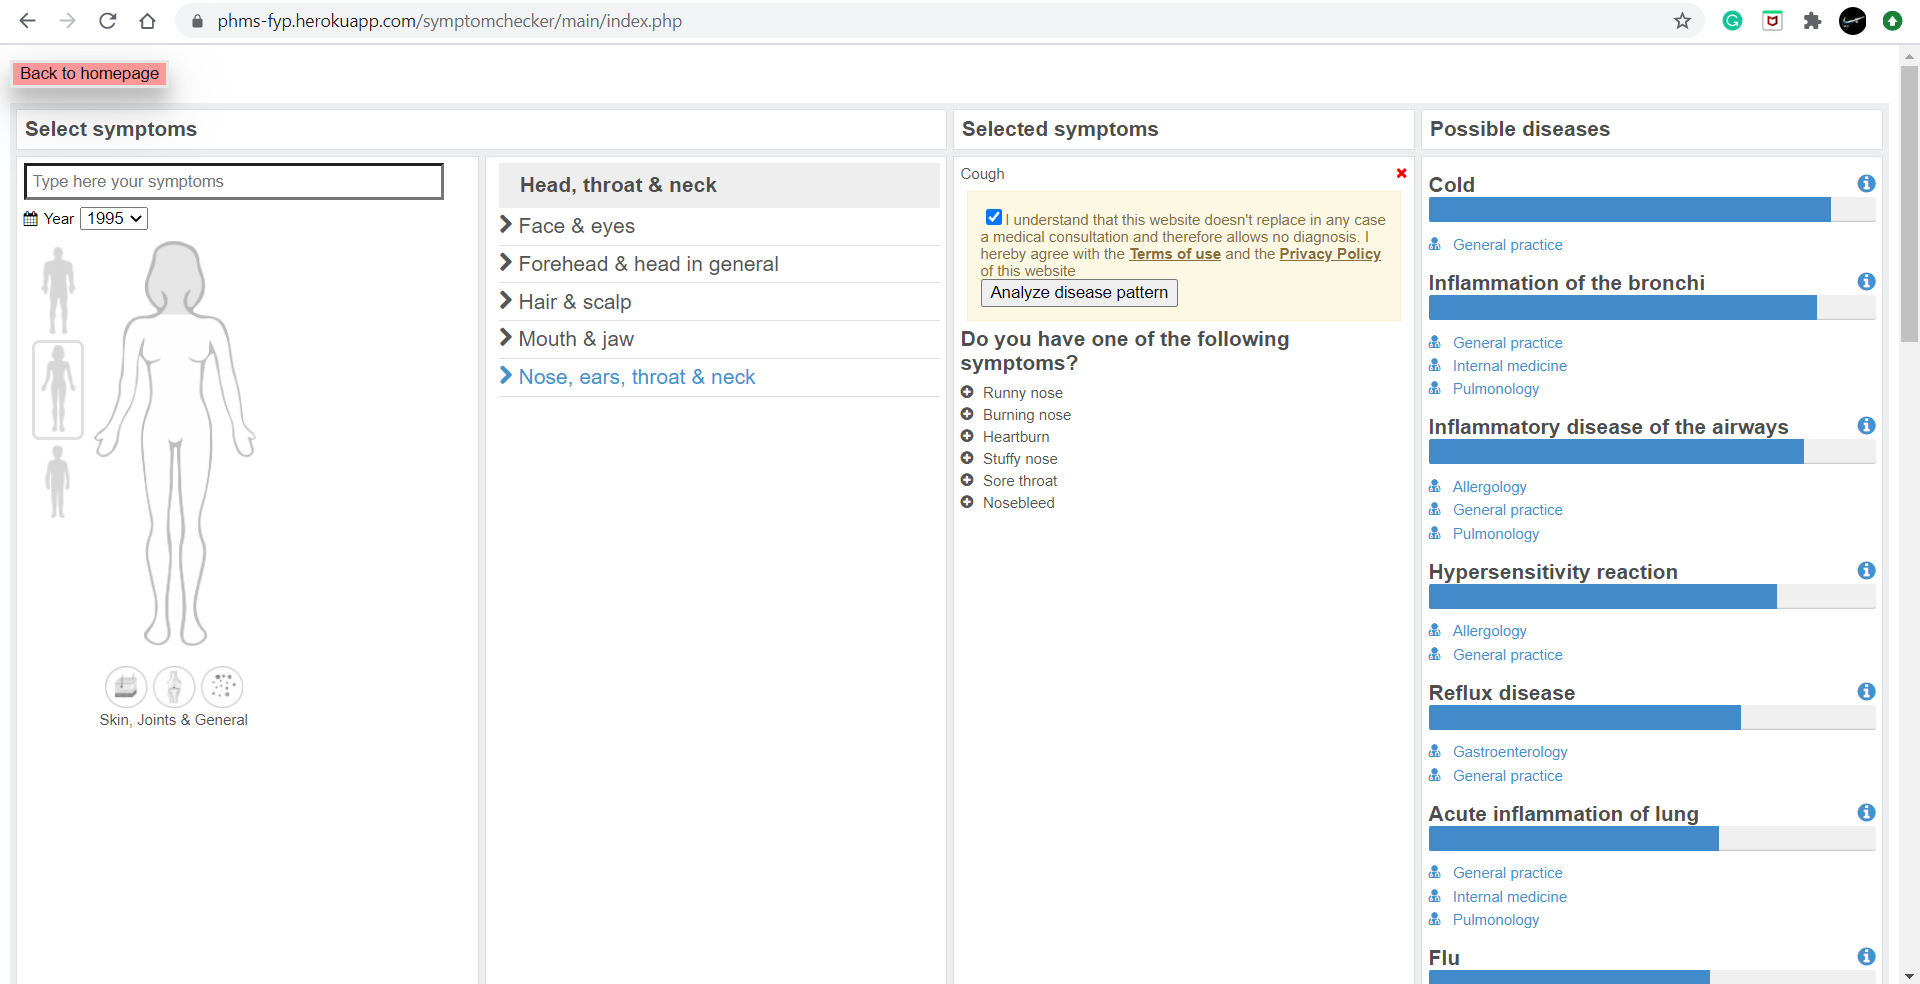 phms-fyp.herokuapp.com/symptomchecker/main/index.php
Back to homepage
Select symptoms
Type here your symptoms
Year 1995
Skin, Joints & General
Head, throat & neck
Face & eyes
Forehead & head in general
Hair & scalp
Mouth & jaw
Nose, ears, throat & neck
Selected symptoms
Cough
I understand that this website doesn't replace in any case
a medical consultation and therefore allows no diagnosis. I
hereby agree with the Terms of use and the Privacy Policy
of this website
Analyze disease pattern
Do you have one of the following
symptoms?
Runny nose
Burning nose
Heartburn
Stuffy nose
Sore throat
Nosebleed
Possible diseases
Cold
General practice
Inflammation of the bronchi
General practice
Internal medicine
Pulmonology
Inflammatory disease of the airways
Allergology
General practice
Pulmonology
Hypersensitivity reaction
Allergology
General practice
Reflux disease
Gastroenterology
General practice
Acute inflammation of lung
General practice
Internal medicine
Pulmonology
Flu